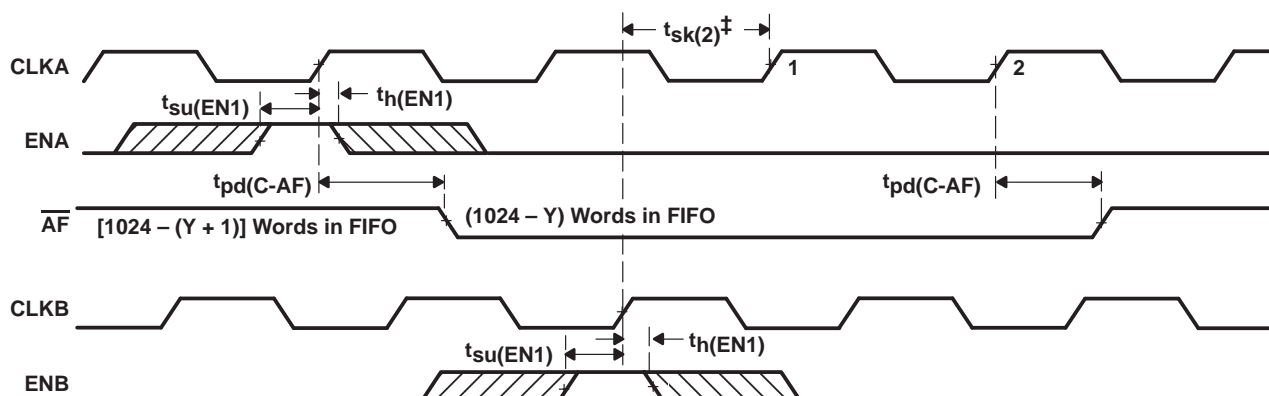 tsk(2)‡
CLKA
1
2
tsu(EN1)
th(EN1)
ENA
tpd(C-AF)
tpd(C-AF)
AF
[1024 – (Y + 1)] Words in FIFO
(1024 – Y) Words in FIFO
CLKB
tsu(EN1)
th(EN1)
ENB